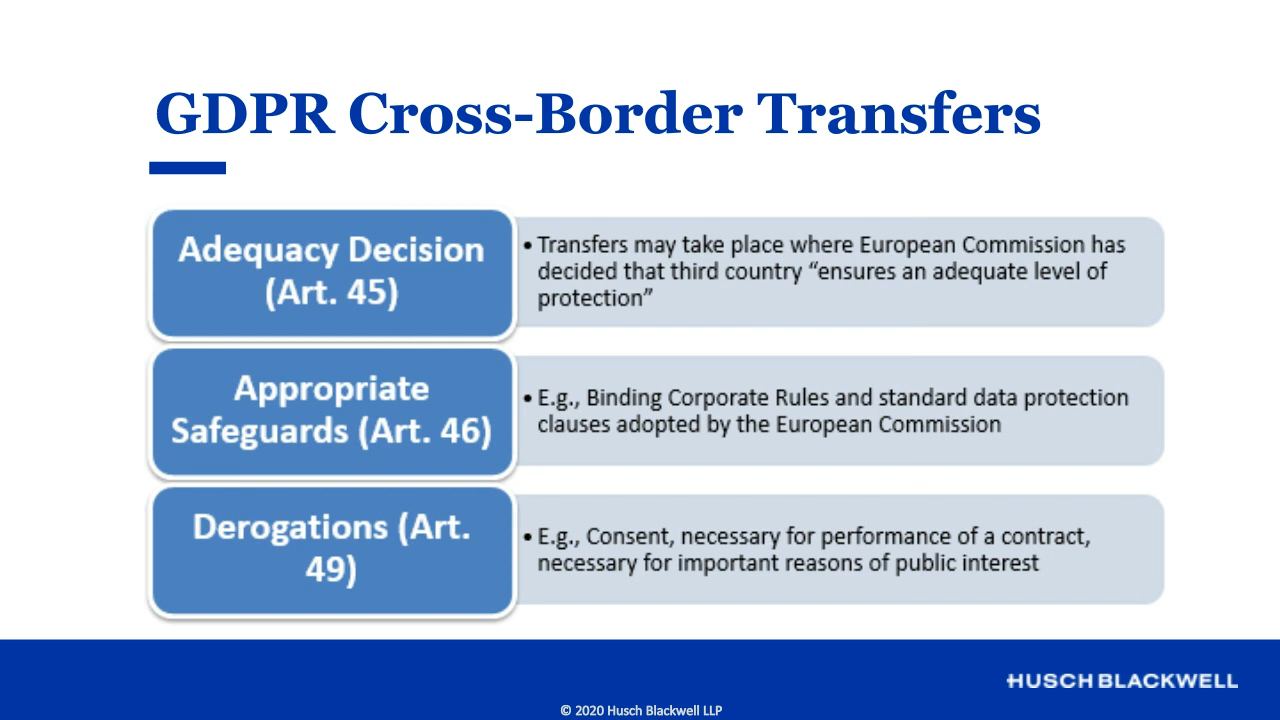 GDPR Cross-Border Transfers
Adequacy Decision
(Art. 45)
• Transfers may take place where European Commission has
decided that third country “ensures an adequate level of
protection”
Appropriate
Safeguards (Art. 46)
• E.g., Binding Corporate Rules and standard data protection
clauses adopted by the European Commission
Derogations (Art.
49)
• E.g., Consent, necessary for performance of a contract,
necessary for important reasons of public interest
HUSCH BLACKWELL
© 2020 Husch Blackwell LLP